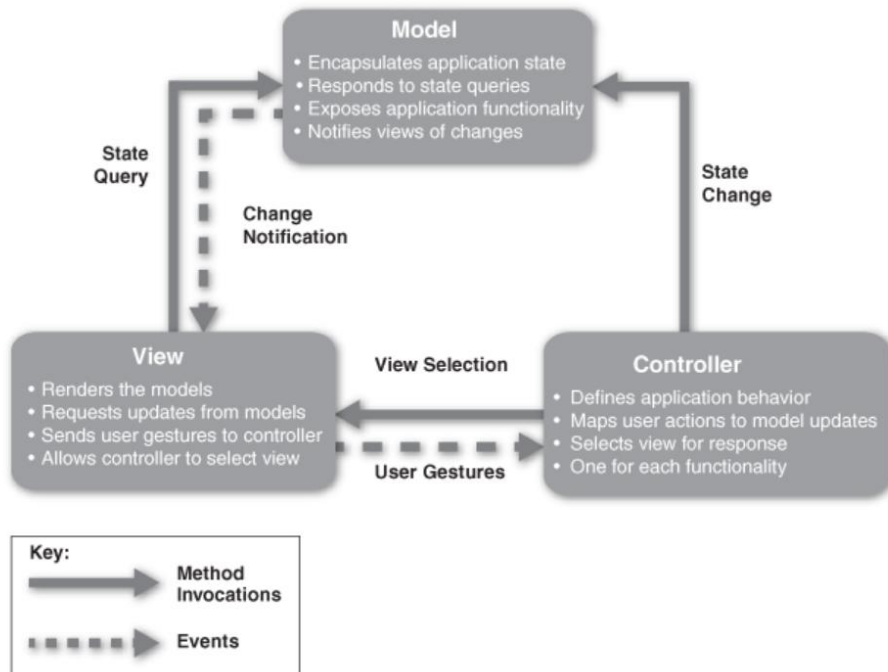 Model
• Encapsulates application state
• Responds to state queries
• Exposes application functionality
• Notifies views of changes
State
Query
Change
Notification
State
Change
View
• Renders the models
• Requests updates from models
• Sends user gestures to controller
• Allows controller to select view
View Selection
User Gestures
Controller
• Defines application behavior
• Maps user actions to model updates
• Selects view for response
• One for each functionality
Key:
Method
Invocations
Events